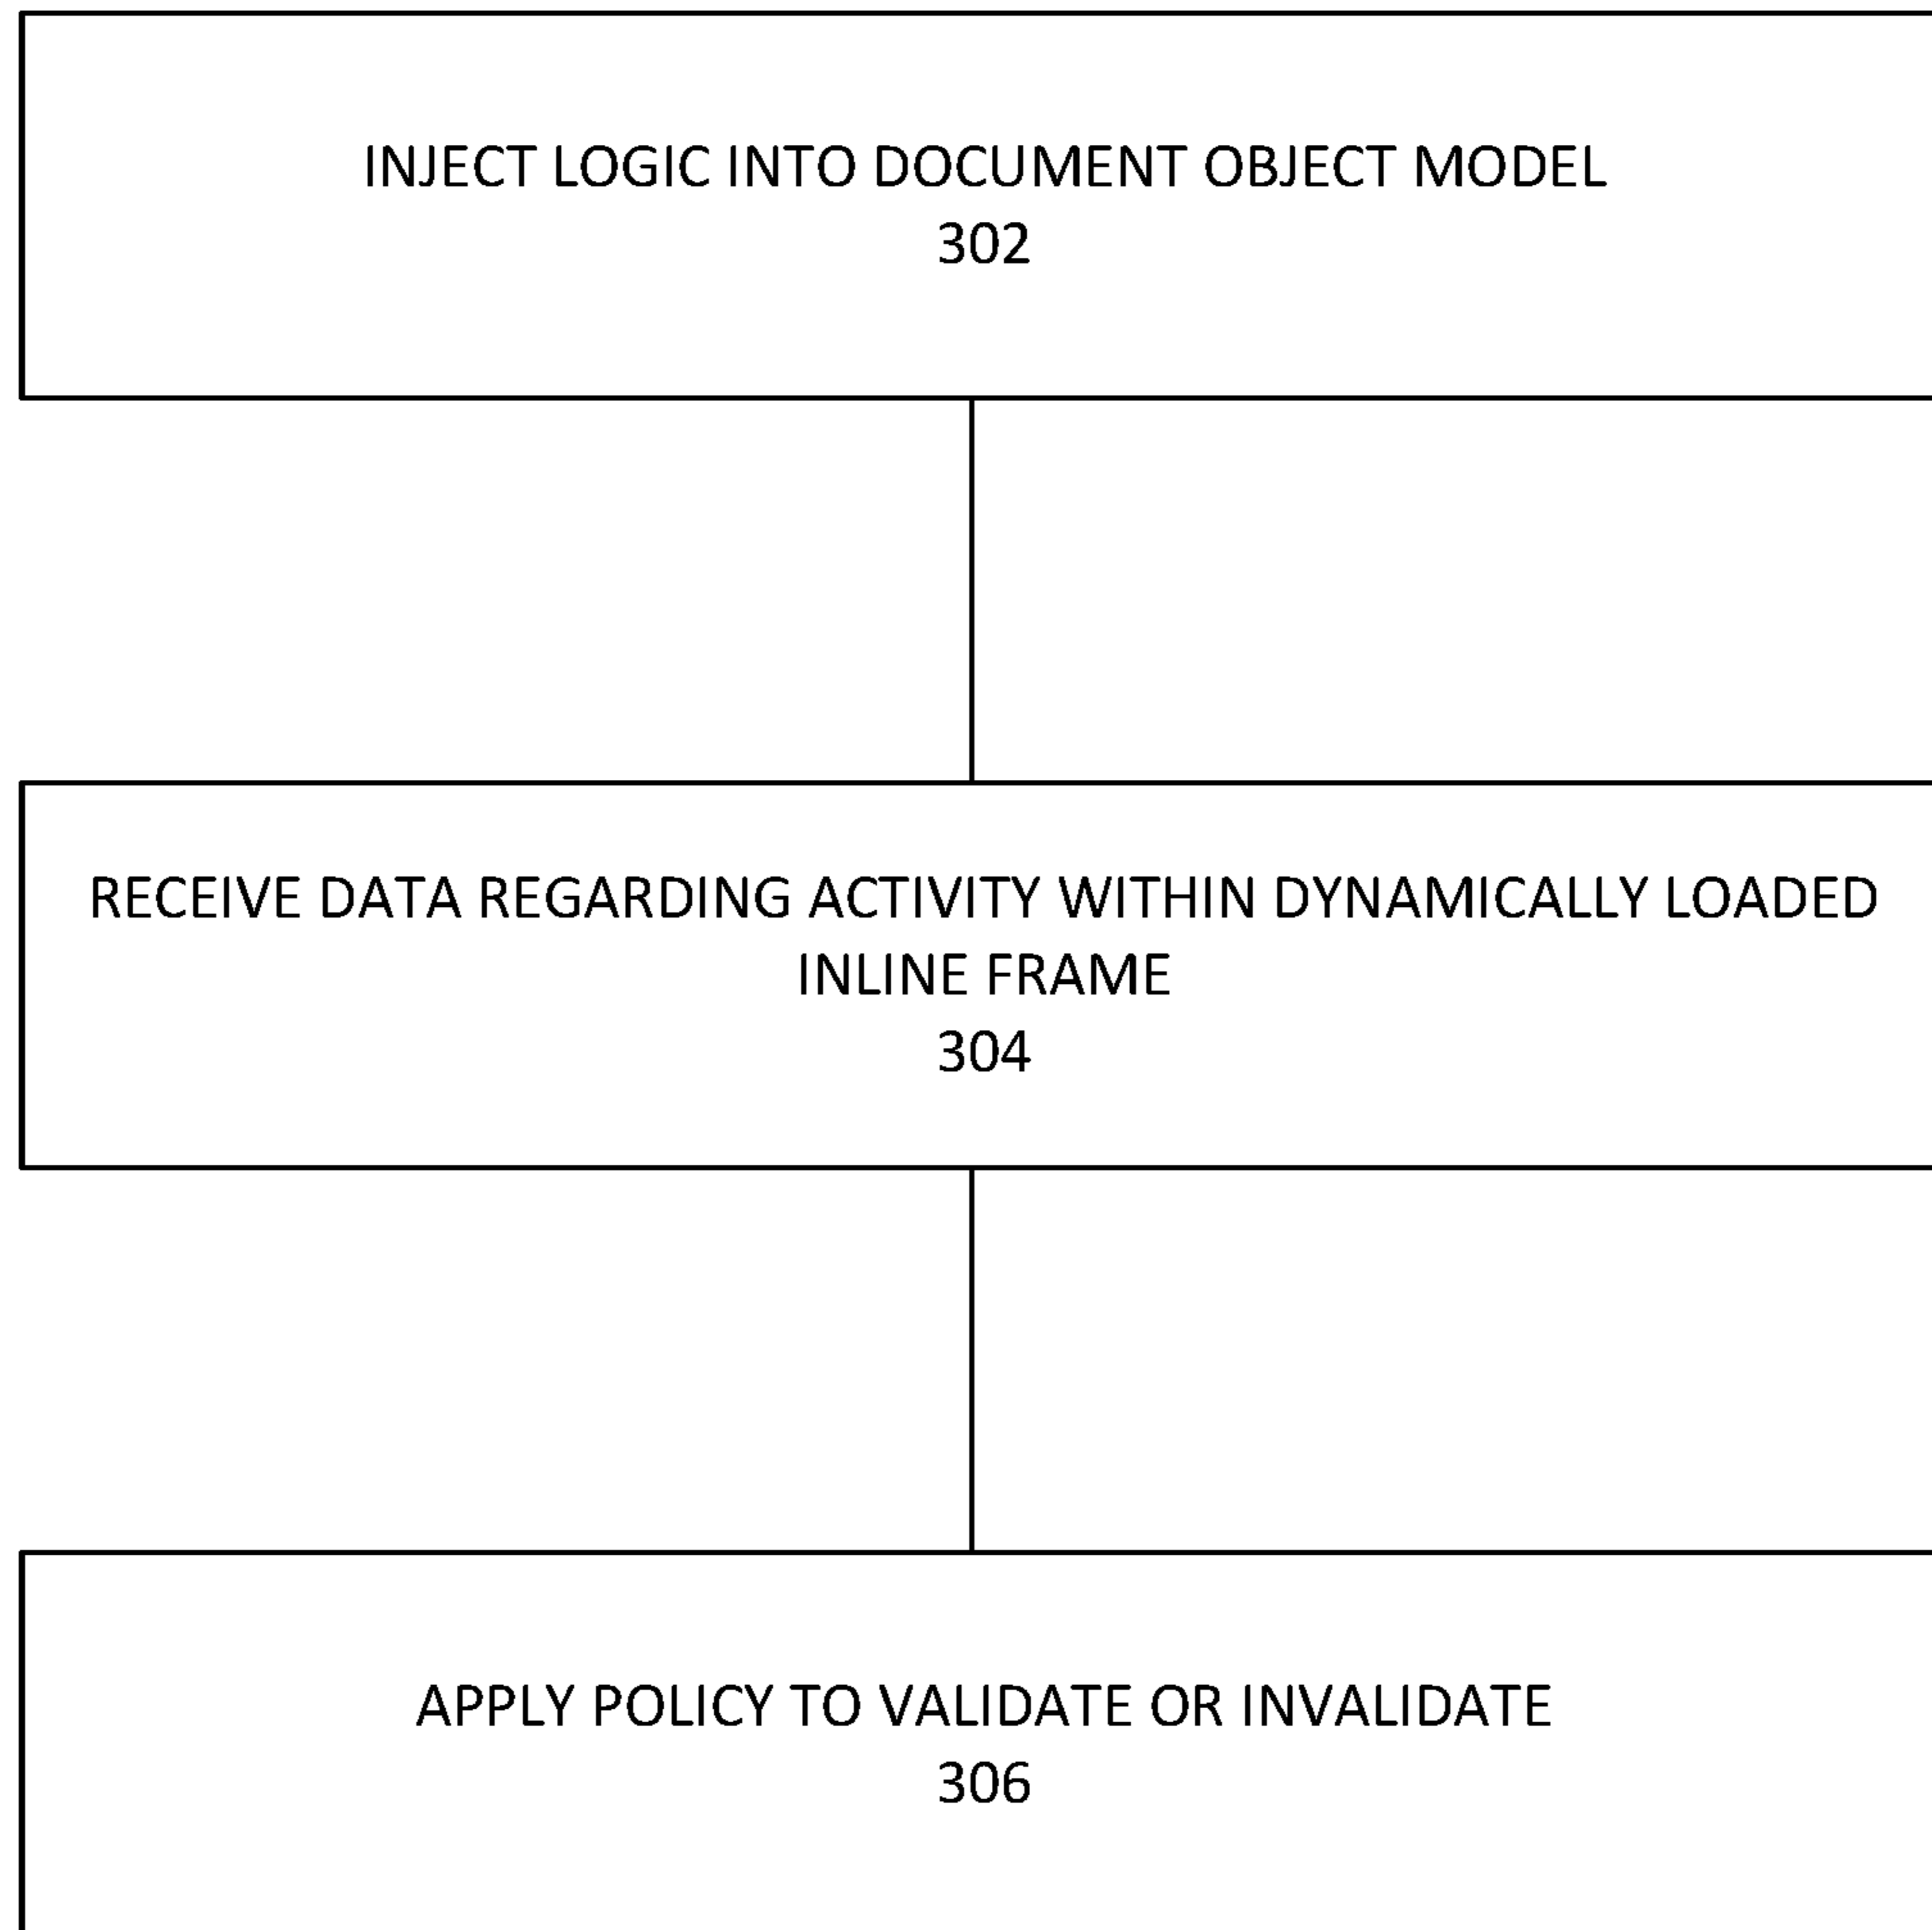 INJECT LOGIC INTO DOCUMENT OBJECT MODEL
302
RECEIVE DATA REGARDING ACTIVITY WITHIN DYNAMICALLY LOADED
INLINE FRAME
304
APPLY POLICY TO VALIDATE OR INVALIDATE
306